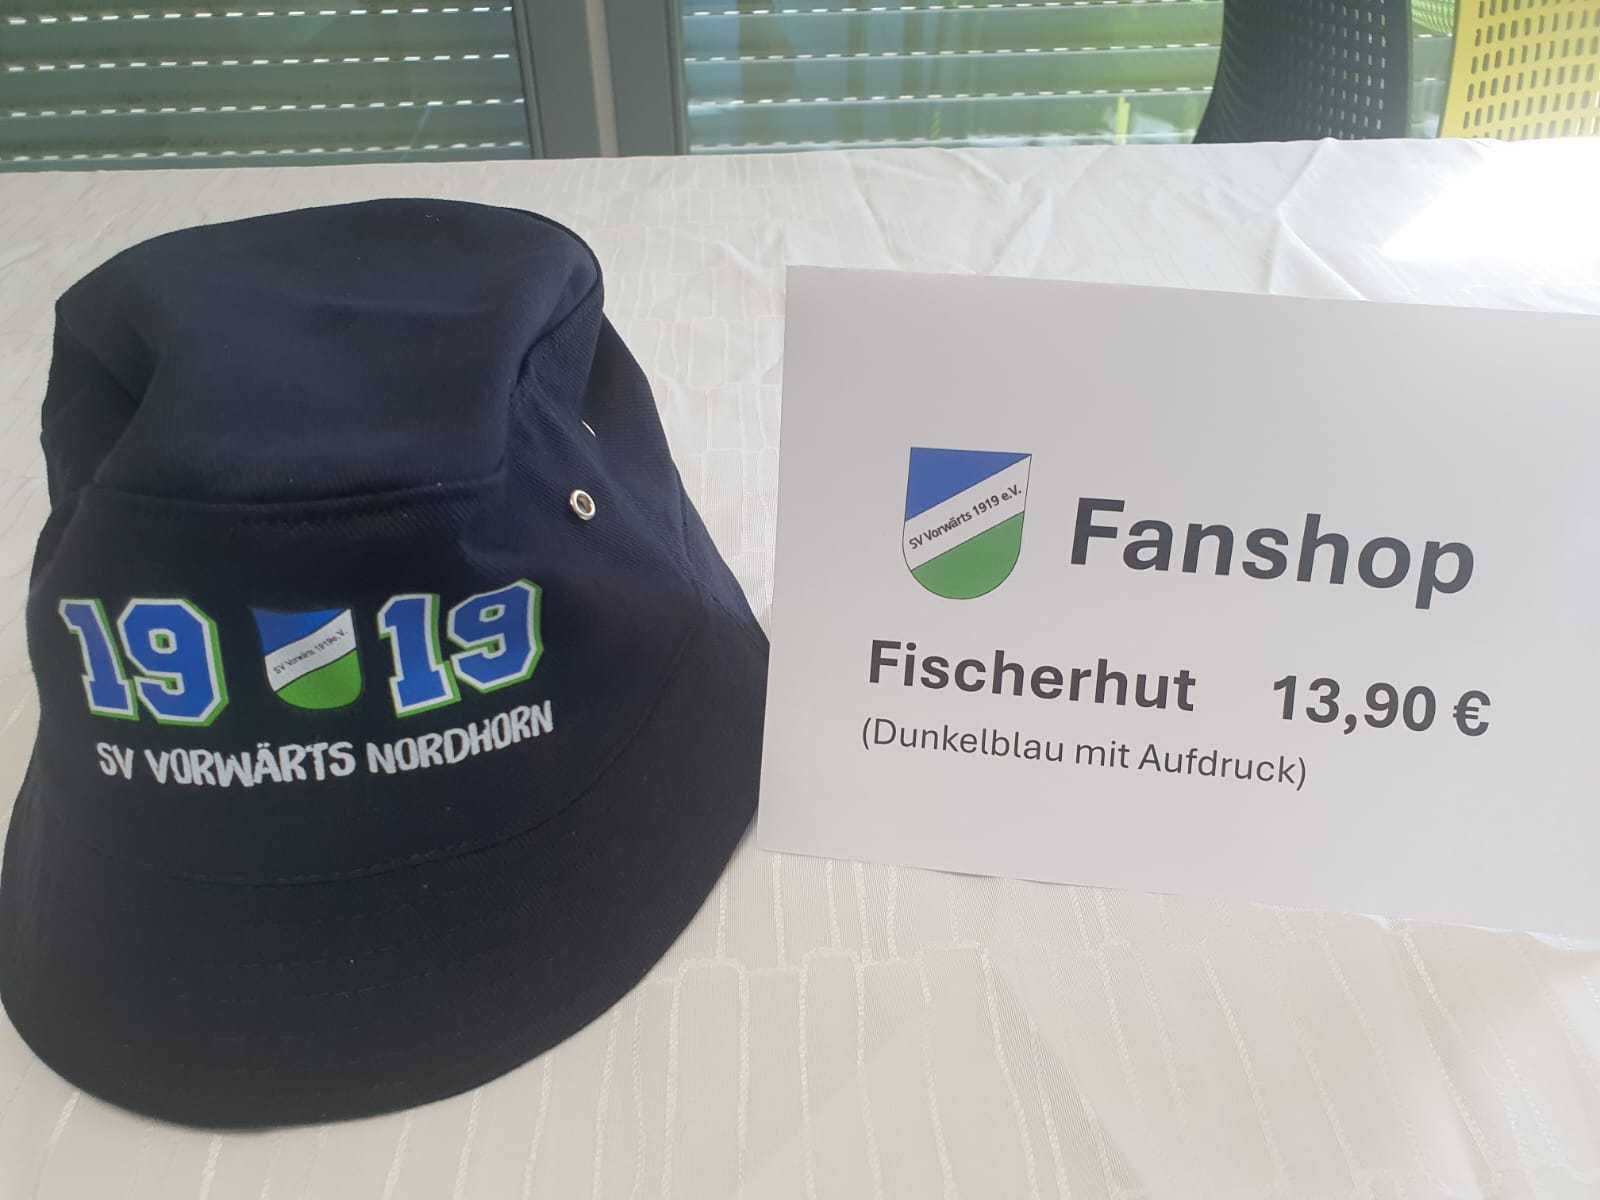 19 19
SV Vorwärts 1919e.V.
SV VORWÄRTS NORDHORN
SV Vorwärts 1919 e.V.
Fanshop
Fischerhut 13,90 €
(Dunkelblau mit Aufdruck)